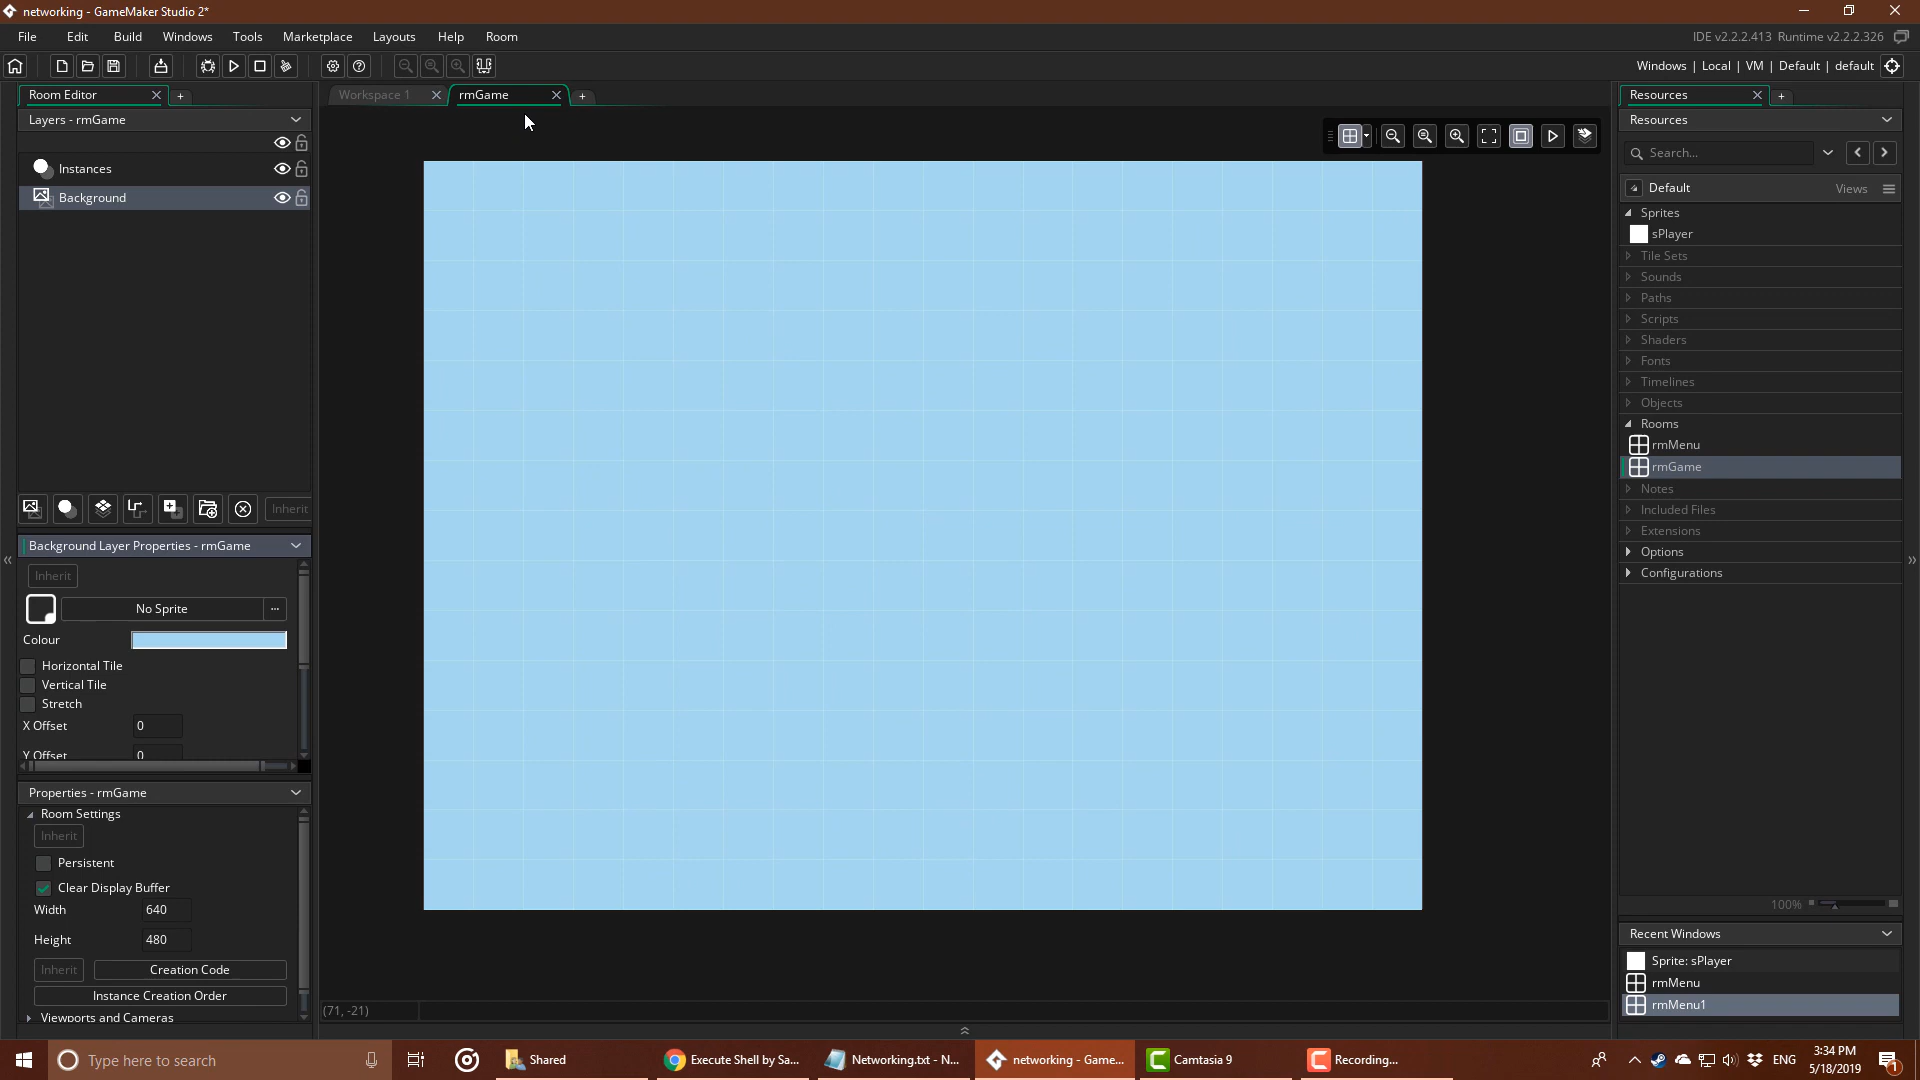 networking - GameMaker Studio 2*
File Edit Build Windows Tools Marketplace Layouts Help Room
IDE v2.2.2.413 Runtime v2.2.2.326
Windows | Local | VM | Default | default
Room Editor
Workspace 1
rmGame
Resources
Layers - rmGame
Instances
Background
Inherit
Background Layer Properties - rmGame
Inherit
No Sprite
...
Colour
Horizontal Tile
Vertical Tile
Stretch
X Offset 0
Y Offset 0
Properties - rmGame
Room Settings
Inherit
Persistent
Clear Display Buffer
Width 640
Height 480
Inherit Creation Code
Instance Creation Order
Viewports and Cameras
(71, -21)
Resources
Search...
Default Views
Sprites
sPlayer
Tile Sets
Sounds
Paths
Scripts
Shaders
Fonts
Timelines
Objects
Rooms
rmMenu
rmGame
Notes
Included Files
Extensions
Options
Configurations
100%
Recent Windows
Sprite: sPlayer
rmMenu
rmMenu1
Type here to search
Shared
Execute Shell by Sa...
Networking.txt - N...
networking - Game...
Camtasia 9
Recording...
ENG
3:34 PM
5/18/2019
1